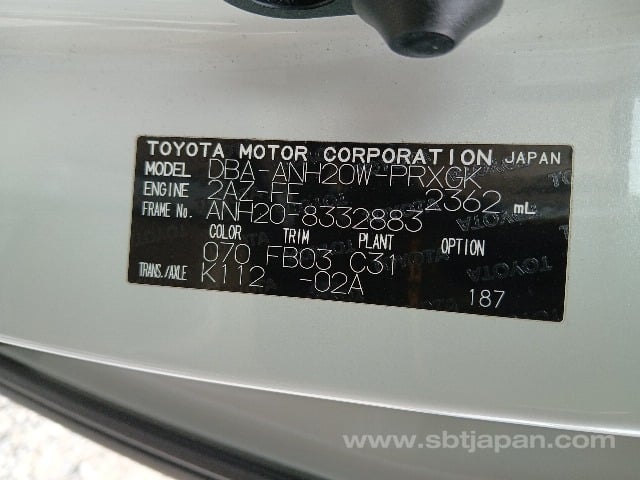 TOYOTA MOTOR CORPORATION JAPAN
MODEL DBA-ANH20W-PRXGK
ENGINE 2AZ-FE 2362 mL
FRAME No. ANH20-8332883
COLOR TRIM PLANT OPTION
070 FB03 C31
TRANS./AXLE K112 -02A 187
www.sbtjapan.com